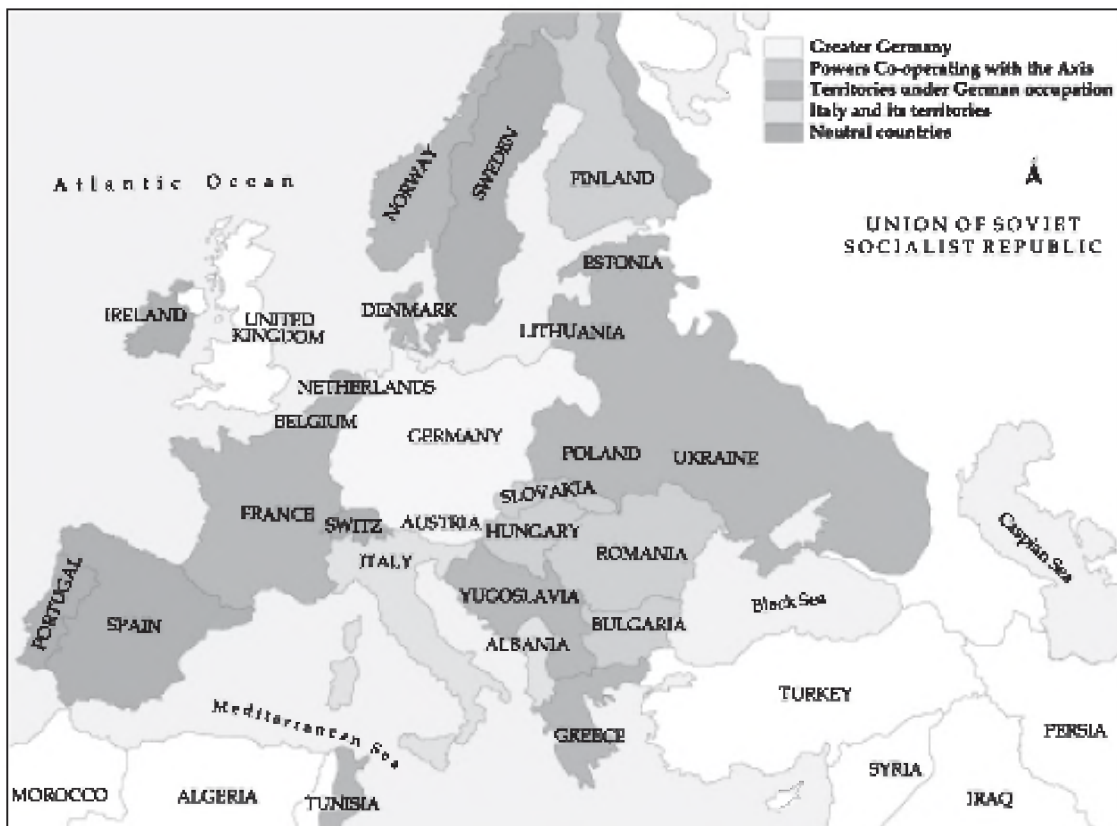 Greater Germany
Powers Co-operating with the Axis
Territories under German occupation
Italy and its territories
Neutral countries
Atlantic Ocean
NORWAY
SWEDEN
FINLAND
UNION OF SOVIET
SOCIALIST REPUBLIC
ESTONIA
IRELAND
UNITED
KINGDOM
DENMARK
LITHUANIA
NETHERLANDS
BELGIUM
GERMANY
POLAND
UKRAINE
SLOVAKIA
FRANCE
SWITZ
AUSTRIA
HUNGARY
ITALY
ROMANIA
Caspian Sea
PORTUGAL
SPAIN
YUGOSLAVIA
Black Sea
ALBANIA
BULGARIA
TURKEY
Mediterranean Sea
GREECE
PERSIA
SYRIA
MOROCCO
ALGERIA
TUNISIA
IRAQ